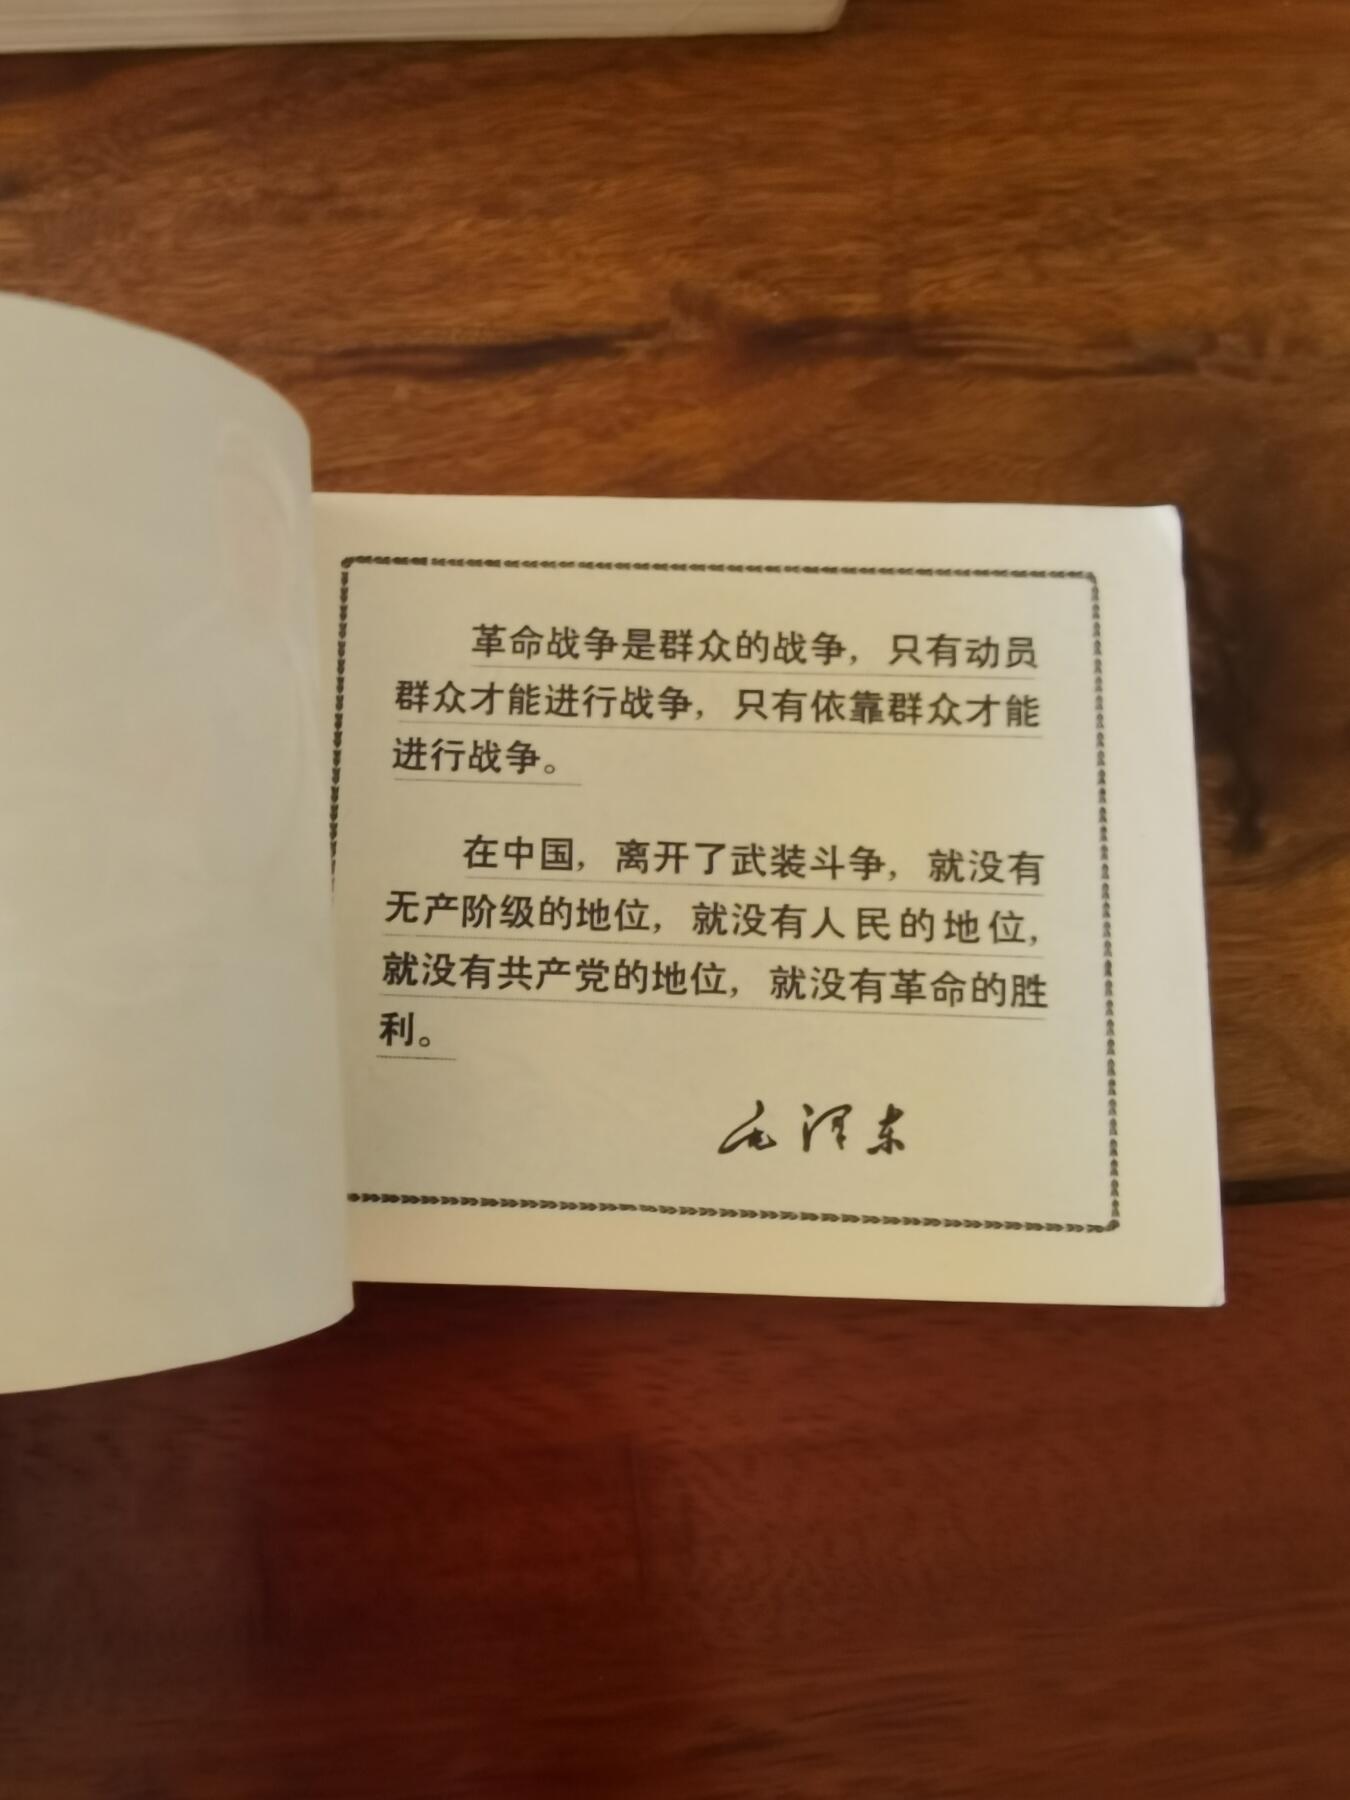 革命战争是群众的战争，只有动员
群众才能进行战争，只有依靠群众才能
进行战争。
在中国，离开了武装斗争，就没有
无产阶级的地位，就没有人民的地位，
就没有共产党的地位，就没有革命的胜
利。
毛泽东